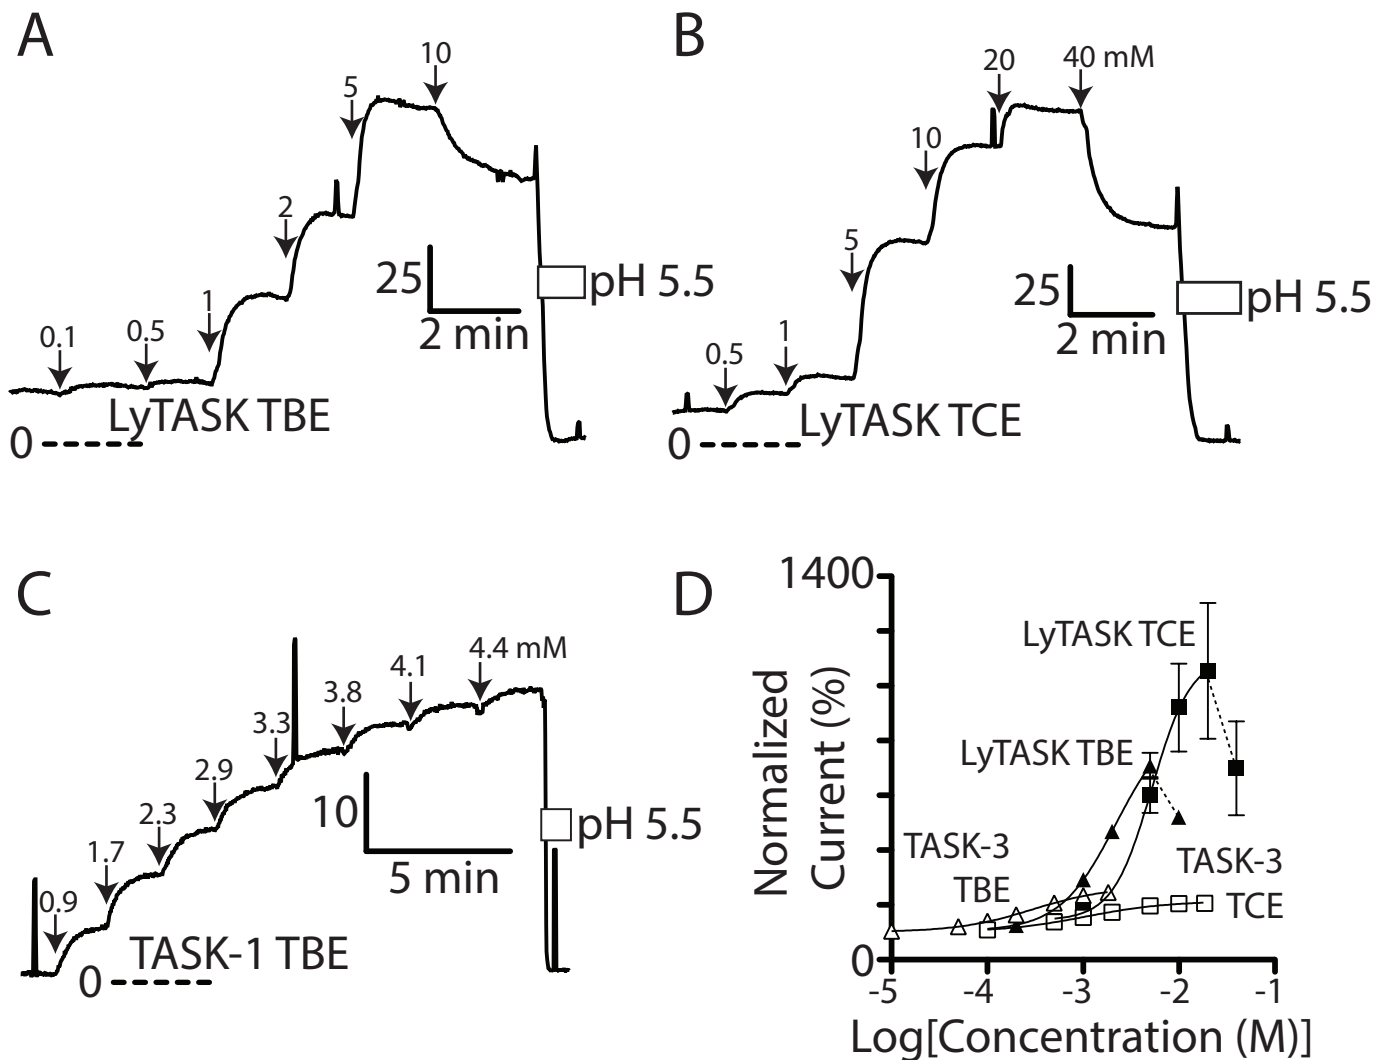 A
0.1
0.5
1
2
5
10
25
2 min
pH 5.5
LyTASK TBE
0
B
0.5
1
5
10
20
40 mM
25
2 min
pH 5.5
LyTASK TCE
0
C
0.9
1.7
2.3
2.9
3.3
3.8
4.1
4.4 mM
10
5 min
pH 5.5
TASK-1 TBE
0
D
1400
0
Normalized
Current (%)
LyTASK TCE
LyTASK TBE
TASK-3
TBE
TASK-3
TCE
-5
-4
-3
-2
-1
Log[Concentration (M)]